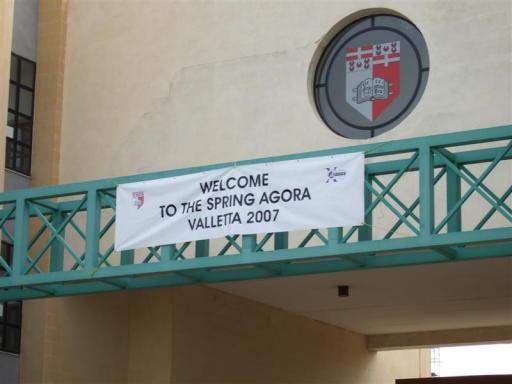 WELCOME
TO THE SPRING AGORA
VALLETTA 2007